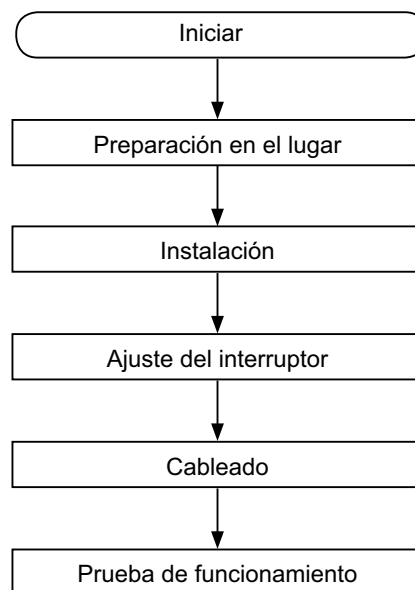 Iniciar
Preparación en el lugar
Instalación
Ajuste del interruptor
Cableado
Prueba de funcionamiento